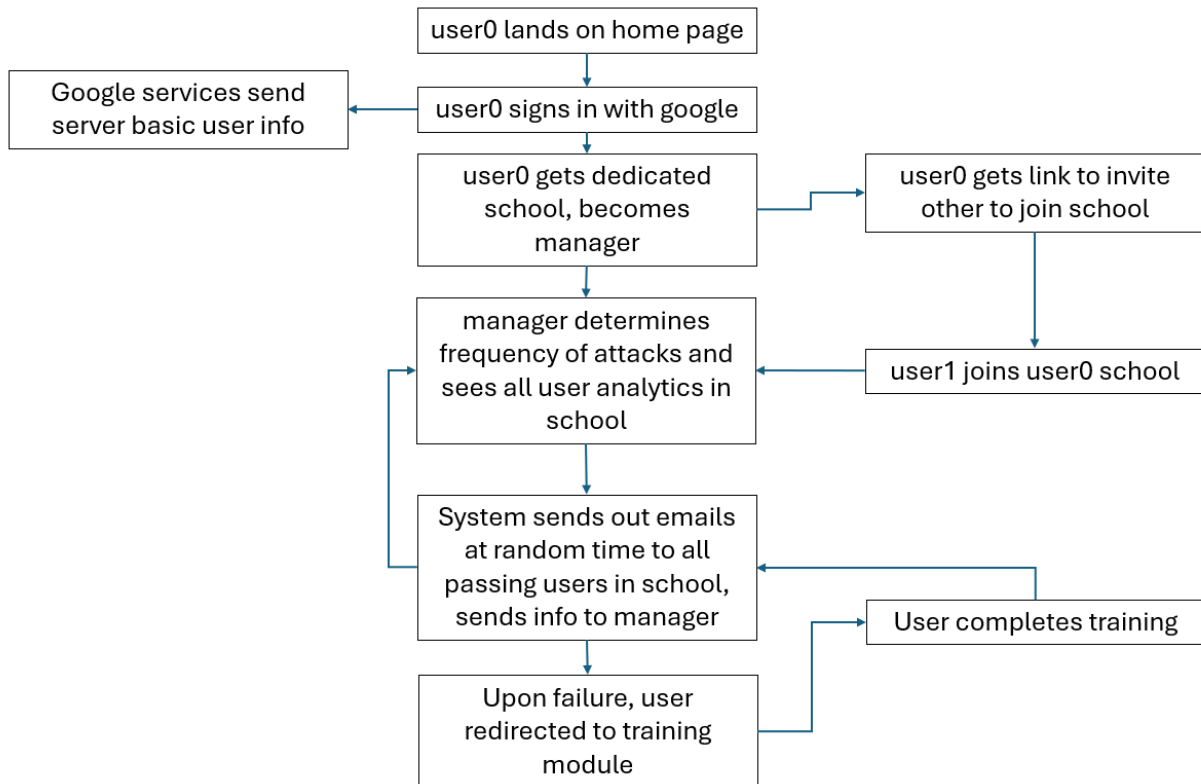 user0 lands on home page
Google services send
server basic user info
user0 signs in with google
user0 gets dedicated
school, becomes
manager
user0 gets link to invite
other to join school
manager determines
frequency of attacks and
sees all user analytics in
school
user1 joins user0 school
System sends out emails
at random time to all
passing users in school,
sends info to manager
User completes training
Upon failure, user
redirected to training
module